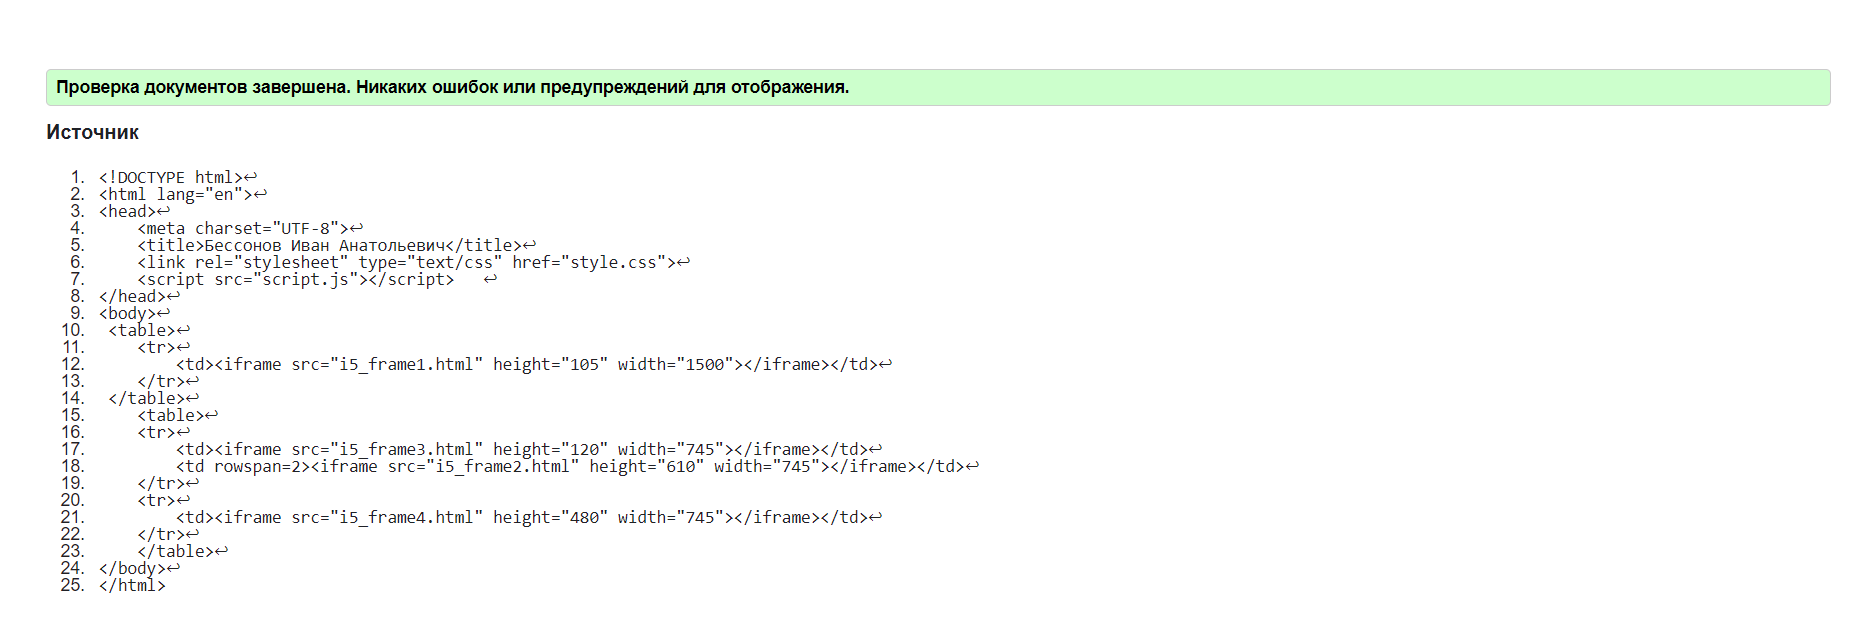 Проверка документов завершена. Никаких ошибок или предупреждений для отображения.
Источник
1. <!DOCTYPE html>↩
2. <html lang="en">↩
3. <head>↩
4.     <meta charset="UTF-8">↩
5.     <title>Бессонов Иван Анатольевич</title>↩
6.     <link rel="stylesheet" type="text/css" href="style.css">↩
7.     <script src="script.js"></script>   ↩
8. </head>↩
9. <body>↩
10.  <table>↩
11.     <tr>↩
12.         <td><iframe src="i5_frame1.html" height="105" width="1500"></iframe></td>↩
13.     </tr>↩
14.  </table>↩
15.     <table>↩
16.     <tr>↩
17.         <td><iframe src="i5_frame3.html" height="120" width="745"></iframe></td>↩
18.         <td rowspan=2><iframe src="i5_frame2.html" height="610" width="745"></iframe></td>↩
19.     </tr>↩
20.     <tr>↩
21.         <td><iframe src="i5_frame4.html" height="480" width="745"></iframe></td>↩
22.     </tr>↩
23.     </table>↩
24. </body>↩
25. </html>